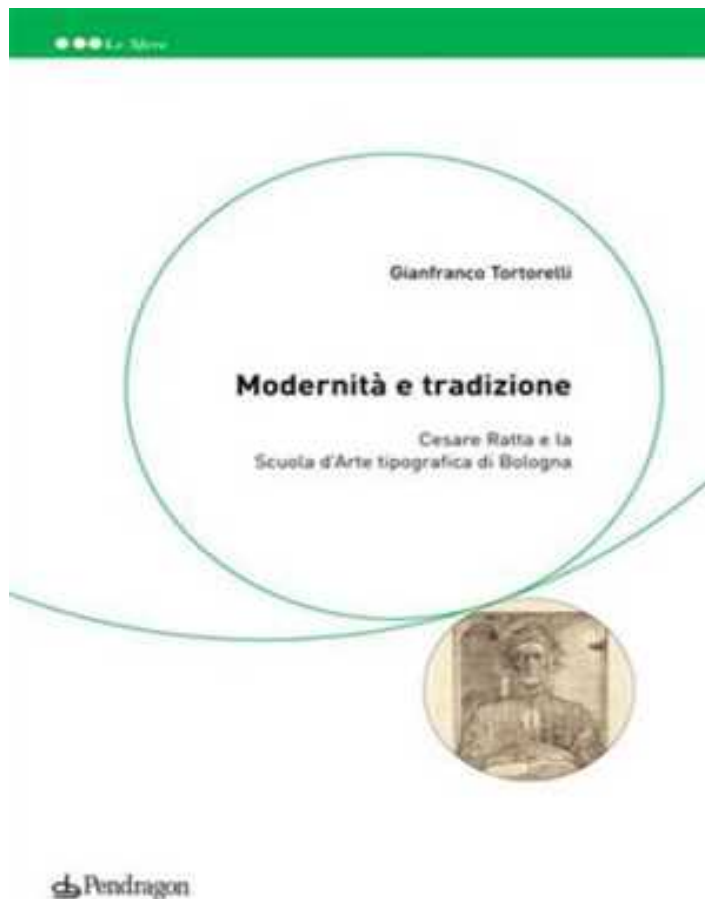 Le Sfere
Gianfranco Tortorelli
Modernità e tradizione
Cesare Ratta e la
Scuola d'Arte tipografica di Bologna
Pendragon